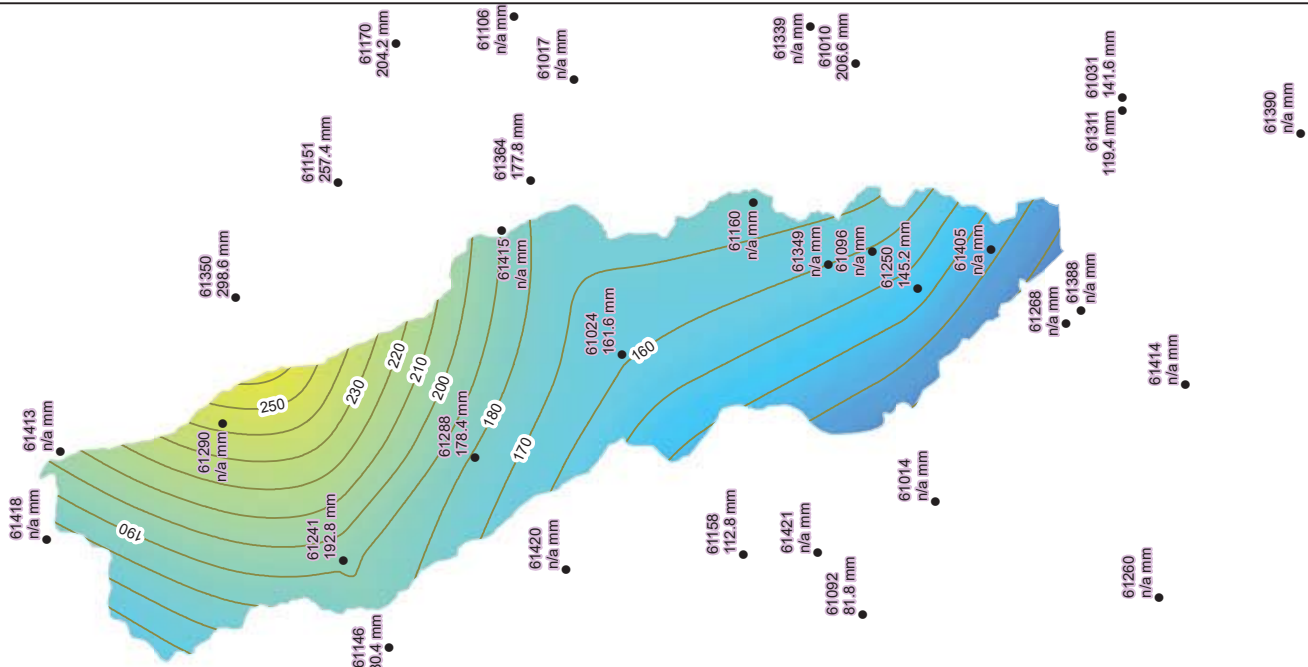 61418
n/a mm
61413
n/a mm
190
61290
n/a mm
61350
298.6 mm
250
61241
192.8 mm
61151
257.4 mm
230
61146
mm
61170
204.2 mm
220
210
200
61288
178.4 mm
61106
n/a mm
180
61364
177.8 mm
61415
n/a mm
170
61420
n/a mm
61017
n/a mm
61024
161.6 mm
160
61158
112.8 mm
61160
n/a mm
61421
n/a mm
61339
n/a mm
61349
n/a mm
61010
206.6 mm
61092
81.8 mm
61096
n/a mm
61250
145.2 mm
61014
n/a mm
61405
n/a mm
61268
n/a mm
61388
n/a mm
61311
119.4 mm
61031
141.6 mm
61260
n/a mm
61414
n/a mm
61390
n/a mm